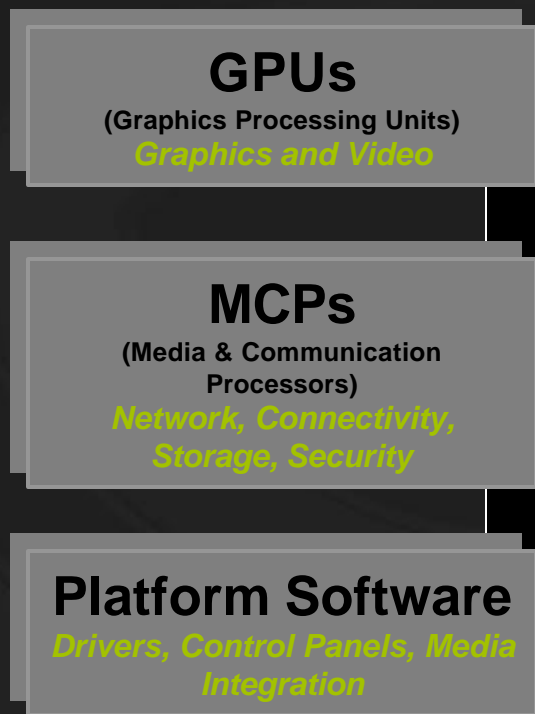 GPUs
(Graphics Processing Units)
Graphics and Video
MCPs
(Media & Communication
Processors)
Network, Connectivity,
Storage, Security
Platform Software
Drivers, Control Panels, Media
Integration